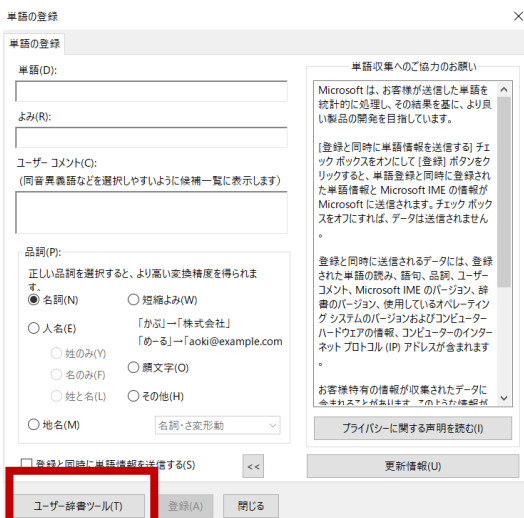 単語の登録
単語の登録
単語(D):
よみ(R):
ユーザー コメント(C):
(同音異義語などを選択しやすいように候補一覧に表示します)
品詞(P):
正しい品詞を選択すると、より高い変換精度を得られま
す。
名詞(N)
短縮よみ(W)
人名(E)
「かぶ」→「株式会社」
「めーる」→「aoki@example.com
姓のみ(Y)
名のみ(F)
顔文字(O)
姓と名(L)
その他(H)
地名(M)
名詞・さ変形動
登録と同時に単語情報を送信する(S)
<<
ユーザー辞書ツール(T)
登録(A)
閉じる
単語収集へのご協力のお願い
Microsoft は、お客様が送信した単語を
統計的に処理し、その結果を基に、より良
い製品の開発を目指しています。
[登録と同時に単語情報を送信する] チェ
ック ボックスをオンにして [登録] ボタンをク
リックすると、単語登録と同時に登録され
た単語情報と Microsoft IME の情報が
Microsoft に送信されます。チェック ボック
スをオフにすれば、データは送信されません
。
登録と同時に送信されるデータには、登録
された単語の読み、語句、品詞、ユーザー
コメント、Microsoft IME のバージョン、辞
書のバージョン、使用しているオペレーティン
グ システムのバージョンおよびコンピューター
ハードウェアの情報、コンピューターのインター
ネット プロトコル (IP) アドレスが含まれます
。
お客様特有の情報が収集されたデータに
含まれることがあります。このような情報が
プライバシーに関する声明を読む(I)
更新情報(U)